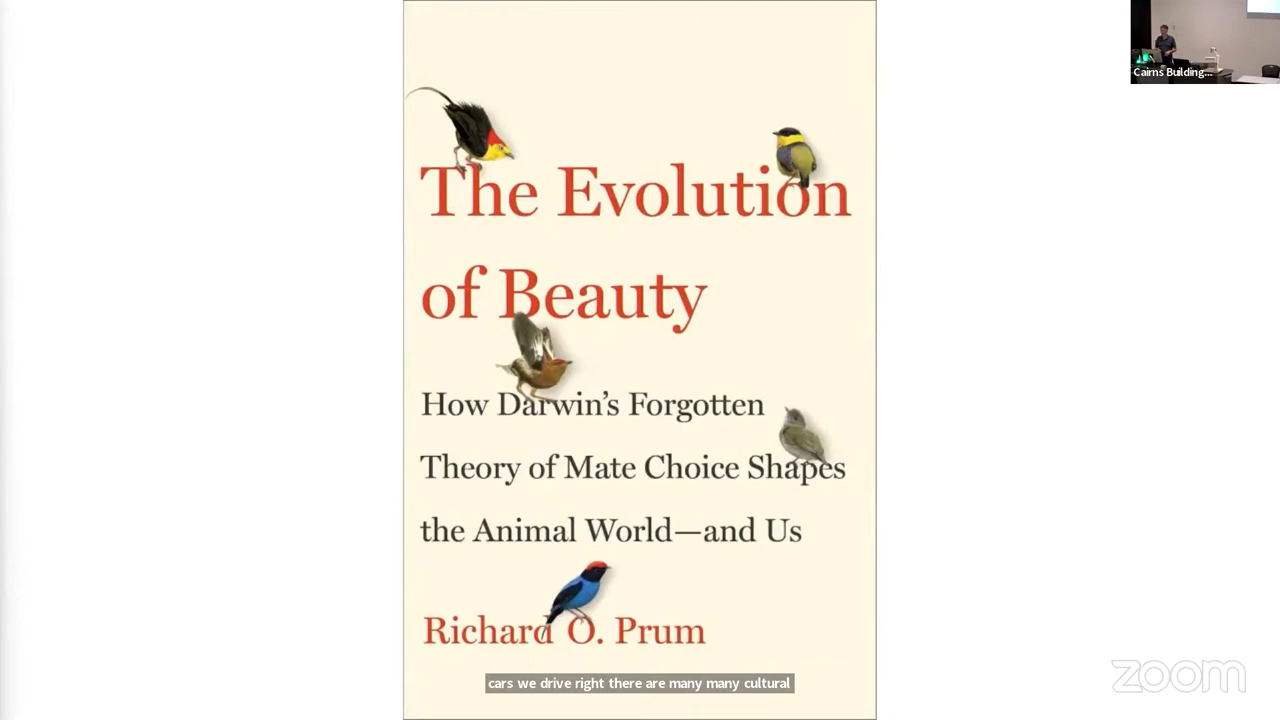 Cairns Building...
The Evolution
of Beauty
How Darwin's Forgotten
Theory of Mate Choice Shapes
the Animal World—and Us
Richard O. Prum
cars we drive right there are many many cultural
zoom